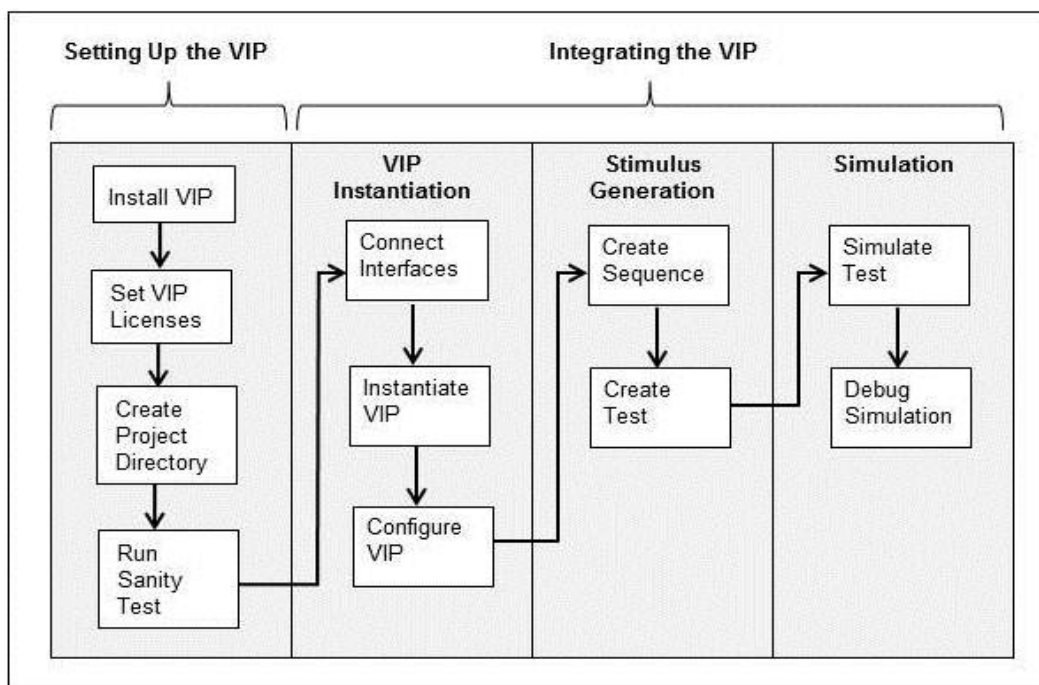 Setting Up the VIP
Integrating the VIP
Install VIP
Set VIP
Licenses
Create
Project
Directory
Run
Sanity
Test
VIP
Instantiation
Connect
Interfaces
Instantiate
VIP
Configure
VIP
Stimulus
Generation
Create
Sequence
Create
Test
Simulation
Simulate
Test
Debug
Simulation